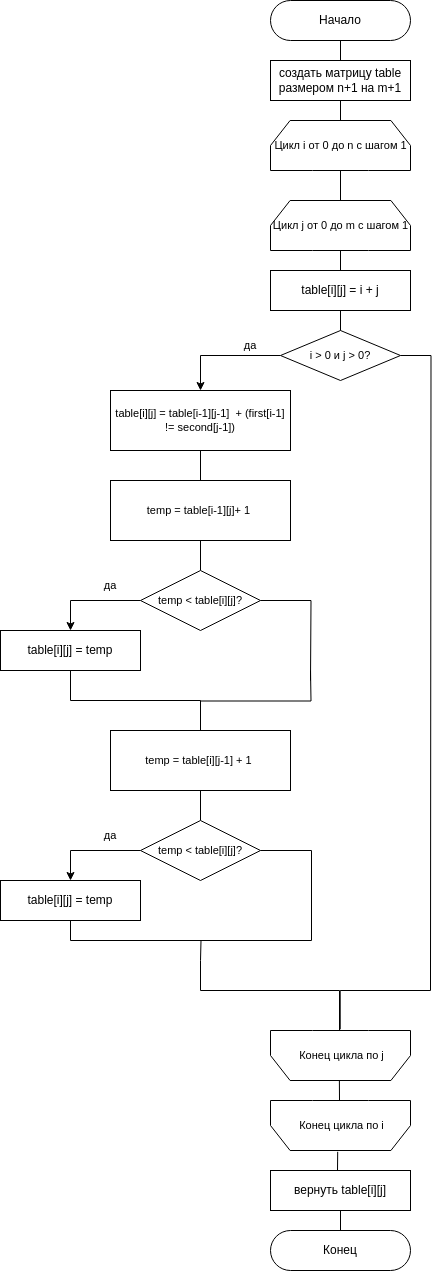 Начало
создать матрицу table
размером n+1 на m+1
Цикл i от 0 до n с шагом 1
Цикл j от 0 до m с шагом 1
table[i][j] = i + j
i > 0 и j > 0?
да
table[i][j] = table[i-1][j-1]  + (first[i-1]
!= second[j-1])
temp = table[i-1][j]+ 1
temp < table[i][j]?
да
table[i][j] = temp
temp = table[i][j-1] + 1
temp < table[i][j]?
да
table[i][j] = temp
Конец цикла по j
Конец цикла по i
вернуть table[i][j]
Конец